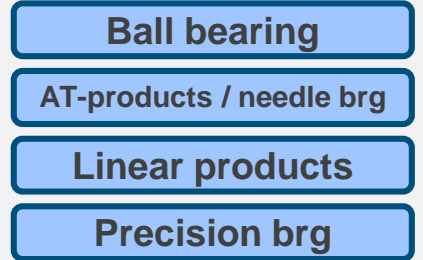 Ball bearing
AT-products / needle brg
Linear products
Precision brg